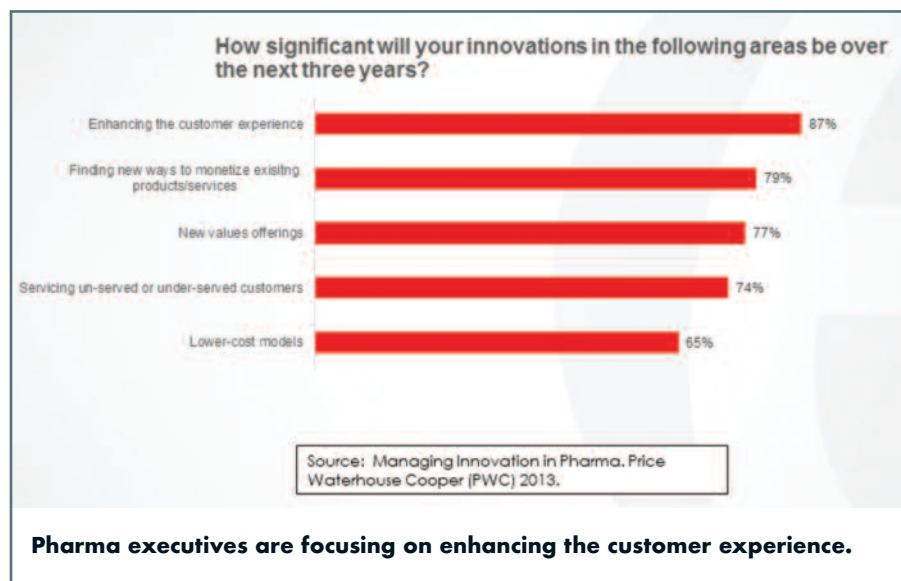 How significant will your innovations in the following areas be over
the next three years?
Enhancing the customer experience
87%
Finding new ways to monetize exisitng
products/services
79%
New values offerings
77%
Servicing un-served or under-served customers
74%
Lower-cost models
65%
Source: Managing Innovation in Pharma. Price
Waterhouse Cooper (PWC) 2013.
Pharma executives are focusing on enhancing the customer experience.